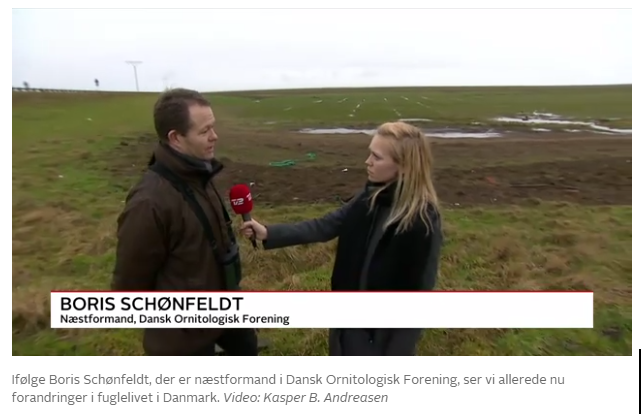 BORIS SCHØNFELDT
Næstformand, Dansk Ornitologisk Forening
Ifølge Boris Schønfeldt, der er næstformand i Dansk Ornitologisk Forening, ser vi allerede nu
forandringer i fuglelivet i Danmark. Video: Kasper B. Andreasen